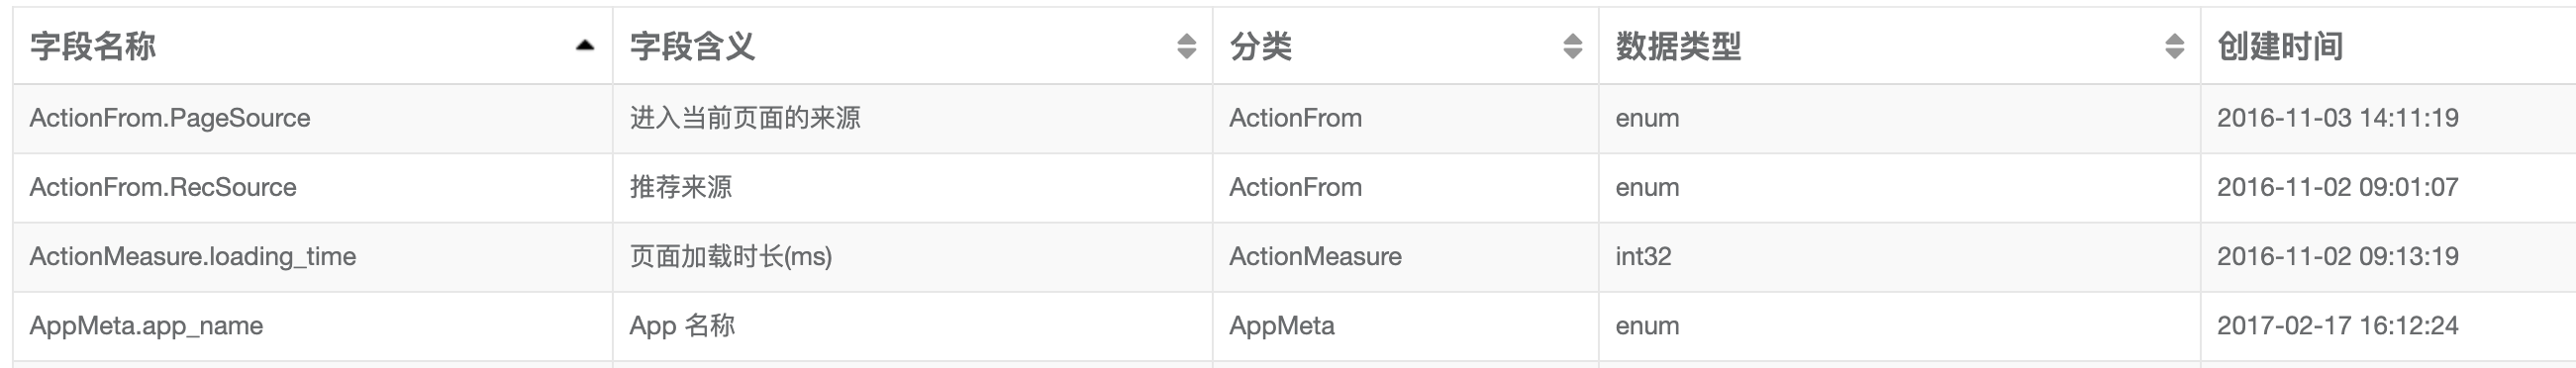 字段名称 字段含义 分类 数据类型 创建时间
ActionFrom.PageSource 进入当前页面的来源 ActionFrom enum 2016-11-03 14:11:19
ActionFrom.RecSource 推荐来源 ActionFrom enum 2016-11-02 09:01:07
ActionMeasure.loading_time 页面加载时长(ms) ActionMeasure int32 2016-11-02 09:13:19
AppMeta.app_name App 名称 AppMeta enum 2017-02-17 16:12:24